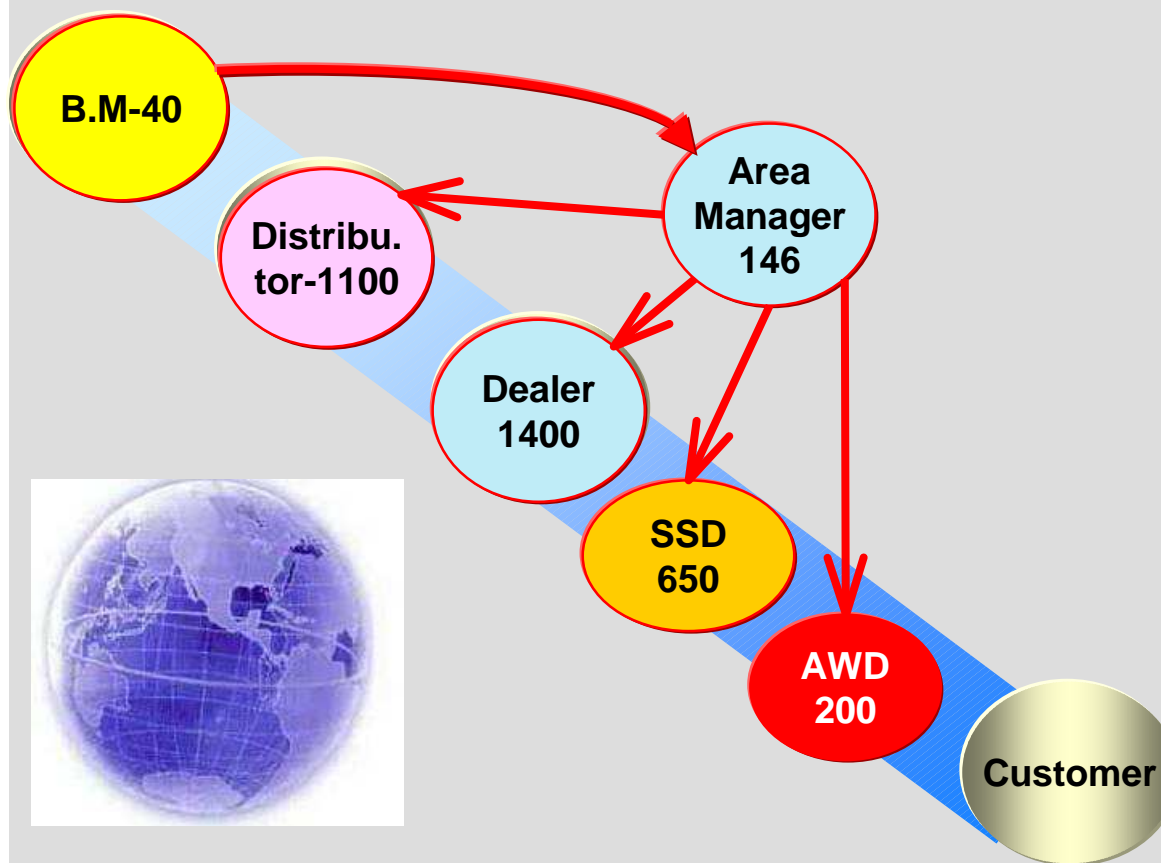 B.M-40
Area
Manager
146
Distribu.
tor-1100
Dealer
1400
SSD
650
AWD
200
Customer